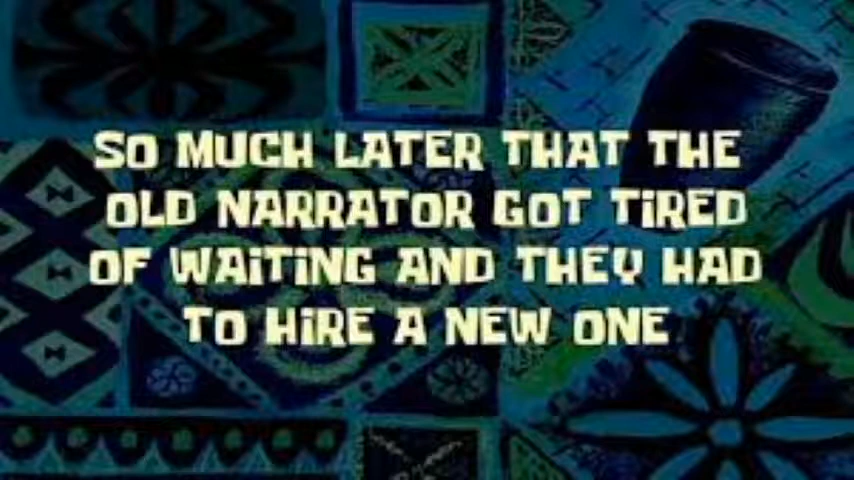 SO MUCH LATER THAT THE
OLD NARRATOR GOT TIRED
OF WAITING AND THEY HAD
TO HIRE A NEW ONE